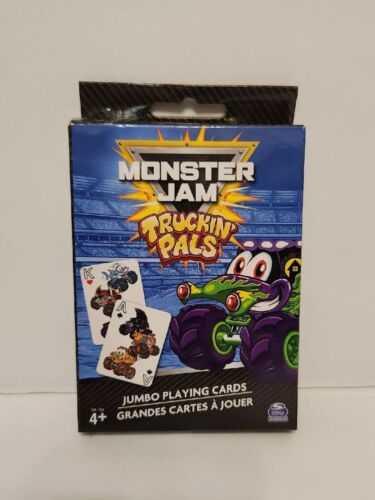 MONSTER
JAM
TRUCKIN'
PALS
K
A
A
JUMBO PLAYING CARDS
GRANDES CARTES À JOUER
4+